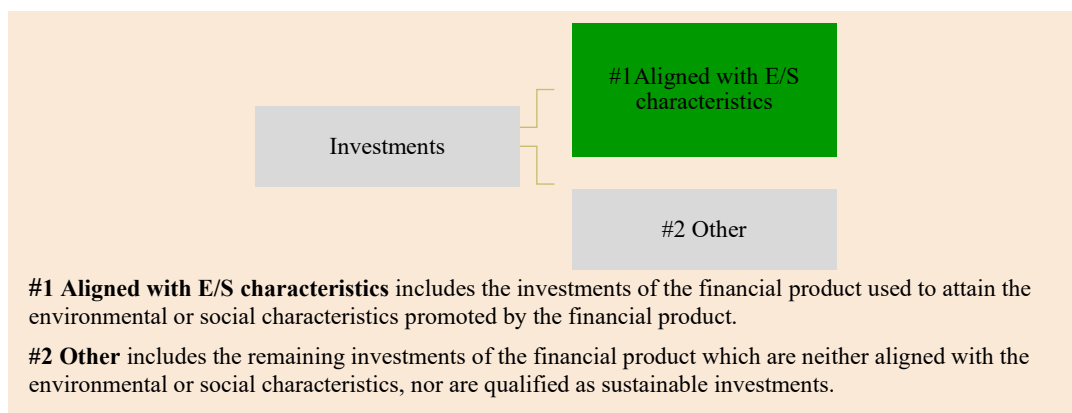 #1Aligned with E/S
characteristics
Investments
#2 Other
#1 Aligned with E/S characteristics includes the investments of the financial product used to attain the
environmental or social characteristics promoted by the financial product.
#2 Other includes the remaining investments of the financial product which are neither aligned with the
environmental or social characteristics, nor are qualified as sustainable investments.